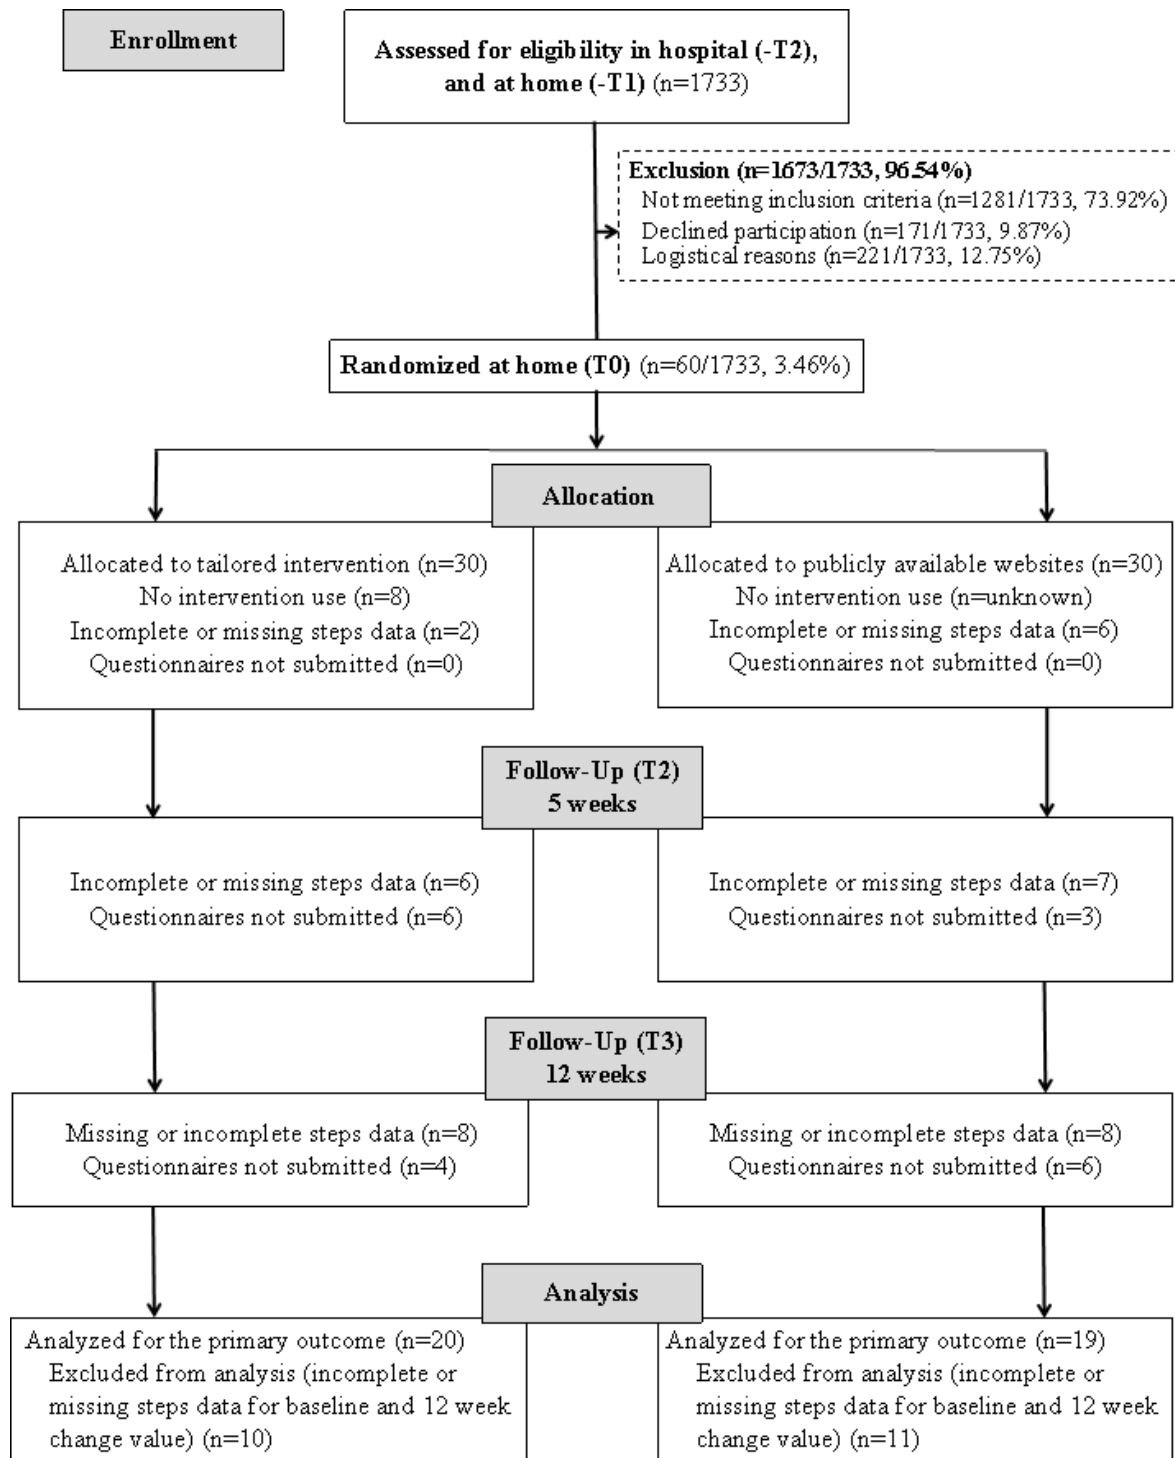 Enrollment
Assessed for eligibility in hospital (-T2),
and at home (-T1) (n=1733)
Exclusion (n=1673/1733, 96.54%)
Not meeting inclusion criteria (n=1281/1733, 73.92%)
Declined participation (n=171/1733, 9.87%)
Logistical reasons (n=221/1733, 12.75%)
Randomized at home (T0) (n=60/1733, 3.46%)
Allocation
Allocated to tailored intervention (n=30)
No intervention use (n=8)
Incomplete or missing steps data (n=2)
Questionnaires not submitted (n=0)
Allocated to publicly available websites (n=30)
No intervention use (n=unknown)
Incomplete or missing steps data (n=6)
Questionnaires not submitted (n=0)
Follow-Up (T2)
5 weeks
Incomplete or missing steps data (n=6)
Questionnaires not submitted (n=6)
Incomplete or missing steps data (n=7)
Questionnaires not submitted (n=3)
Follow-Up (T3)
12 weeks
Missing or incomplete steps data (n=8)
Questionnaires not submitted (n=4)
Missing or incomplete steps data (n=8)
Questionnaires not submitted (n=6)
Analysis
Analyzed for the primary outcome (n=20)
Excluded from analysis (incomplete or
missing steps data for baseline and 12 week
change value) (n=10)
Analyzed for the primary outcome (n=19)
Excluded from analysis (incomplete or
missing steps data for baseline and 12 week
change value) (n=11)